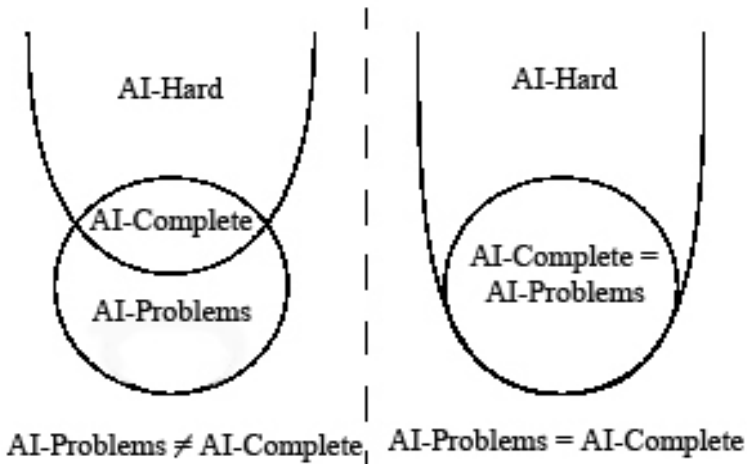 AI-Hard
AI-Complete
AI-Problems
AI-Problems ≠ AI-Complete
AI-Hard
AI-Complete =
AI-Problems
AI-Problems = AI-Complete